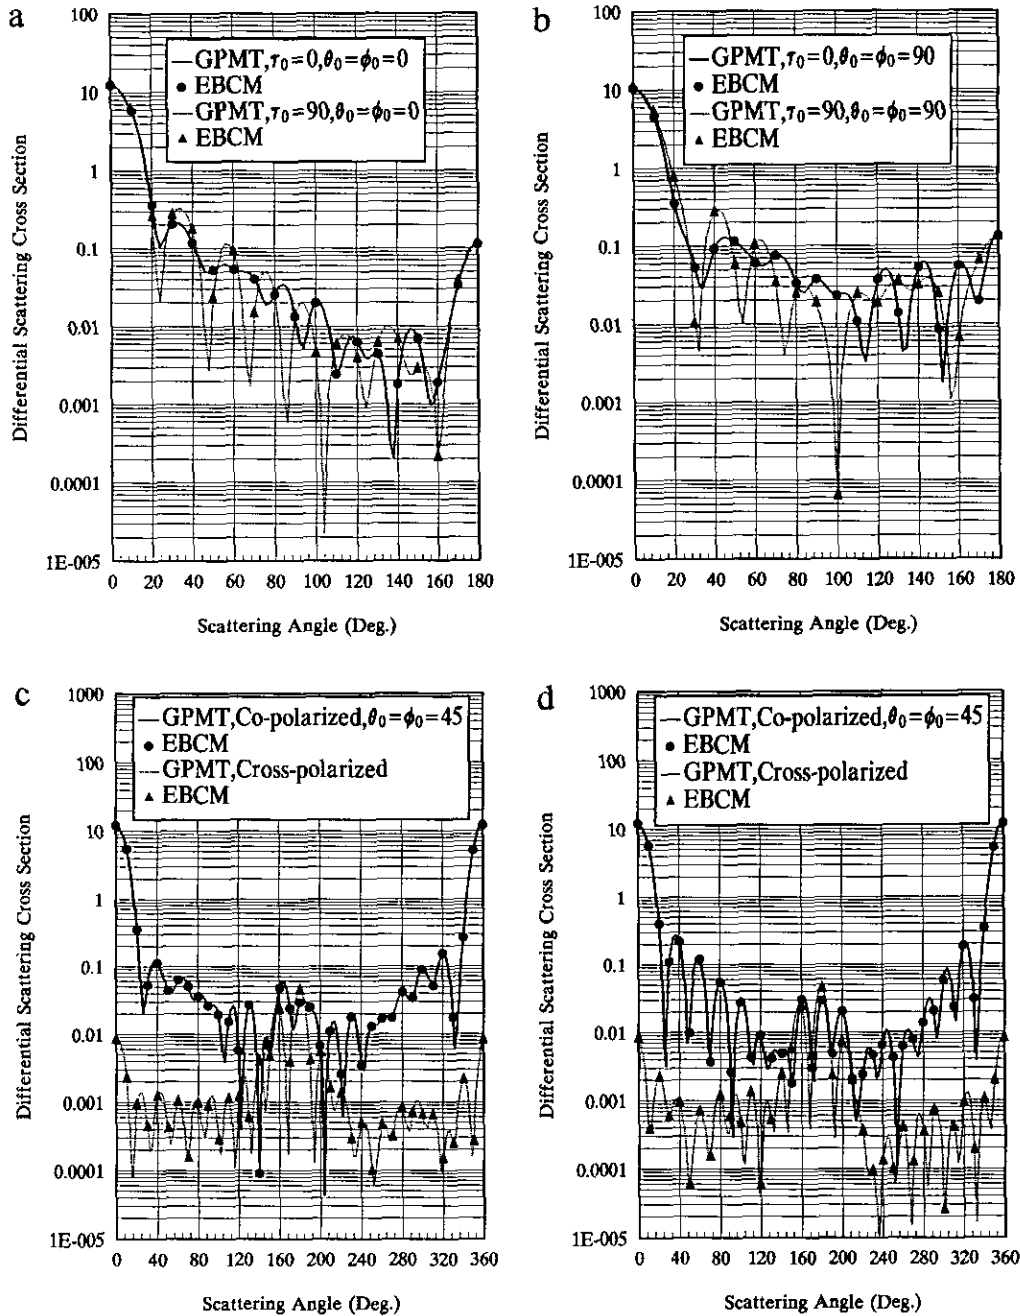 a
Differential Scattering Cross Section
100
10
1
0.1
0.01
0.001
0.0001
1E-005
GPMT,τ₀=0,θ₀=ϕ₀=0
EBCM
GPMT,τ₀=90,θ₀=ϕ₀=0
EBCM
0 20 40 60 80 100 120 140 160 180
Scattering Angle (Deg.)
b
Differential Scattering Cross Section
100
10
1
0.1
0.01
0.001
0.0001
1E-005
GPMT,τ₀=0,θ₀=ϕ₀=90
EBCM
GPMT,τ₀=90,θ₀=ϕ₀=90
EBCM
0 20 40 60 80 100 120 140 160 180
Scattering Angle (Deg.)
c
Differential Scattering Cross Section
1000
100
10
1
0.1
0.01
0.001
0.0001
1E-005
GPMT,Co-polarized,θ₀=ϕ₀=45
EBCM
GPMT,Cross-polarized
EBCM
0 40 80 120 160 200 240 280 320 360
Scattering Angle (Deg.)
d
Differential Scattering Cross Section
1000
100
10
1
0.1
0.01
0.001
0.0001
1E-005
GPMT,Co-polarized,θ₀=ϕ₀=45
EBCM
GPMT,Cross-polarized
EBCM
0 40 80 120 160 200 240 280 320 360
Scattering Angle (Deg.)